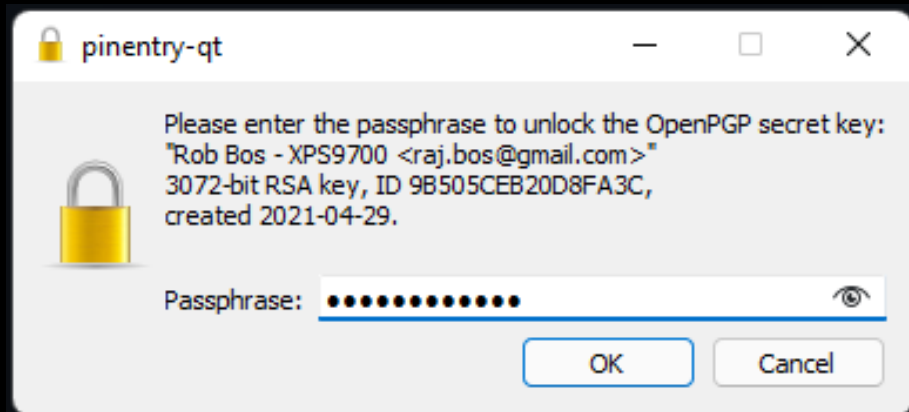 pinentry-qt
Please enter the passphrase to unlock the OpenPGP secret key:
"Rob Bos - XPS9700 <raj.bos@gmail.com>"
3072-bit RSA key, ID 9B505CEB20D8FA3C,
created 2021-04-29.
Passphrase: ●●●●●●●●●●●●
OK Cancel